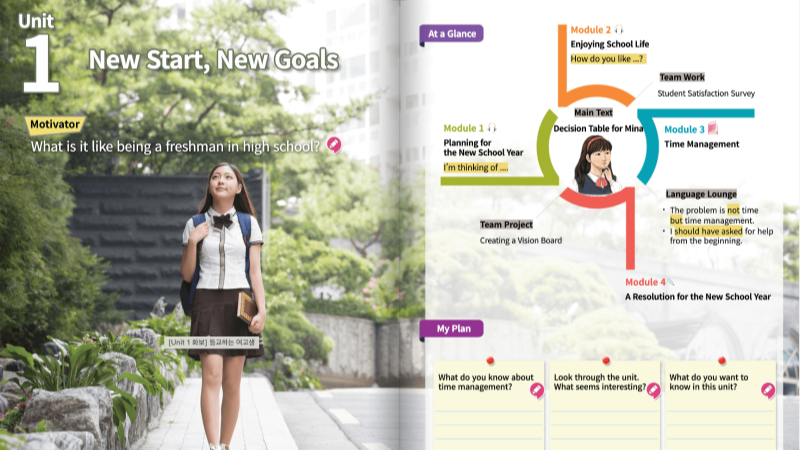 Unit
1
New Start, New Goals
Motivator
What is it like being a freshman in high school?
[Unit 1 화보] 등교하는 여고생
At a Glance
Module 2
Enjoying School Life
How do you like ...?
Team Work
Student Satisfaction Survey
Main Text
Decision Table for Mina
Module 1
Planning for
the New School Year
I'm thinking of ....
Module 3
Time Management
Language Lounge
• The problem is not time
but time management.
• I should have asked for help
from the beginning.
Team Project
Creating a Vision Board
Module 4
A Resolution for the New School Year
My Plan
What do you know about
time management?
Look through the unit.
What seems interesting?
What do you want to
know in this unit?